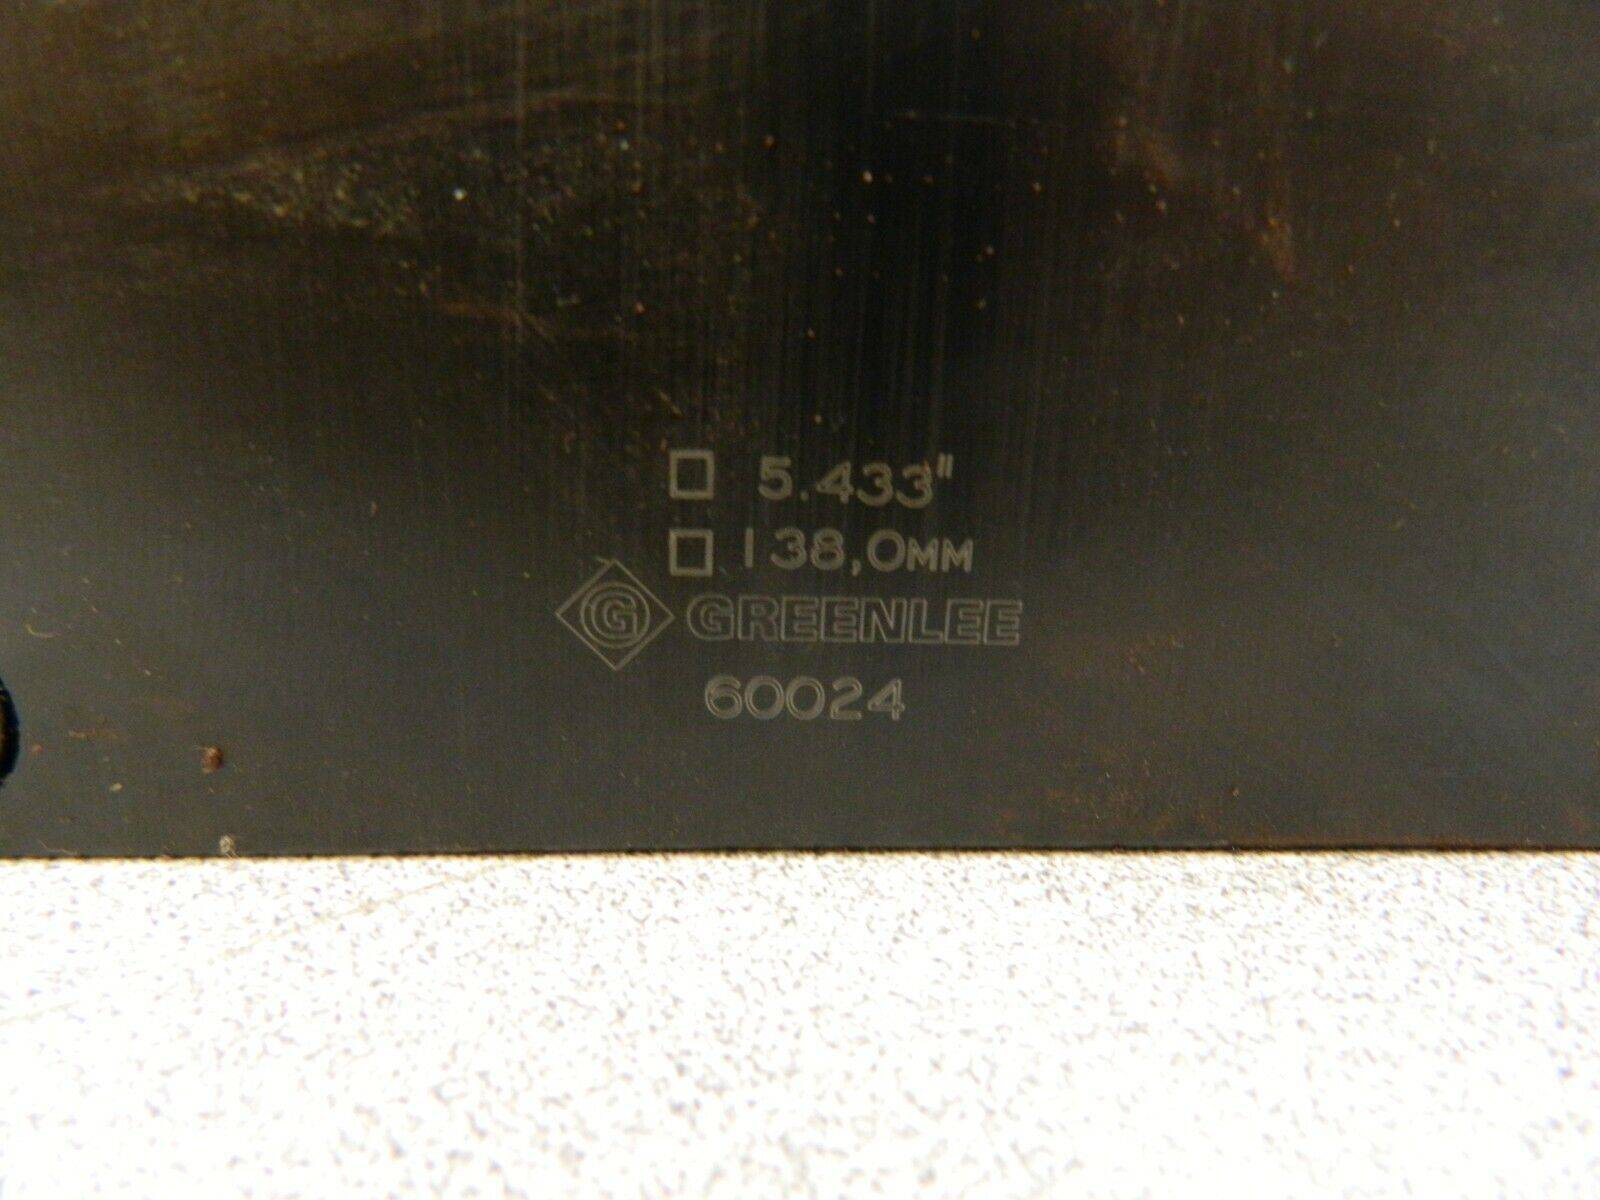 □ 5.433"
□ 138,0MM
G GREENLEE
60024